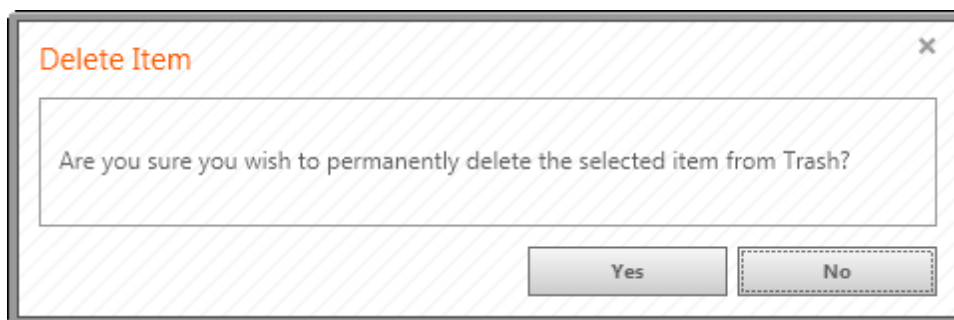 Delete Item
Are you sure you wish to permanently delete the selected item from Trash?
Yes
No